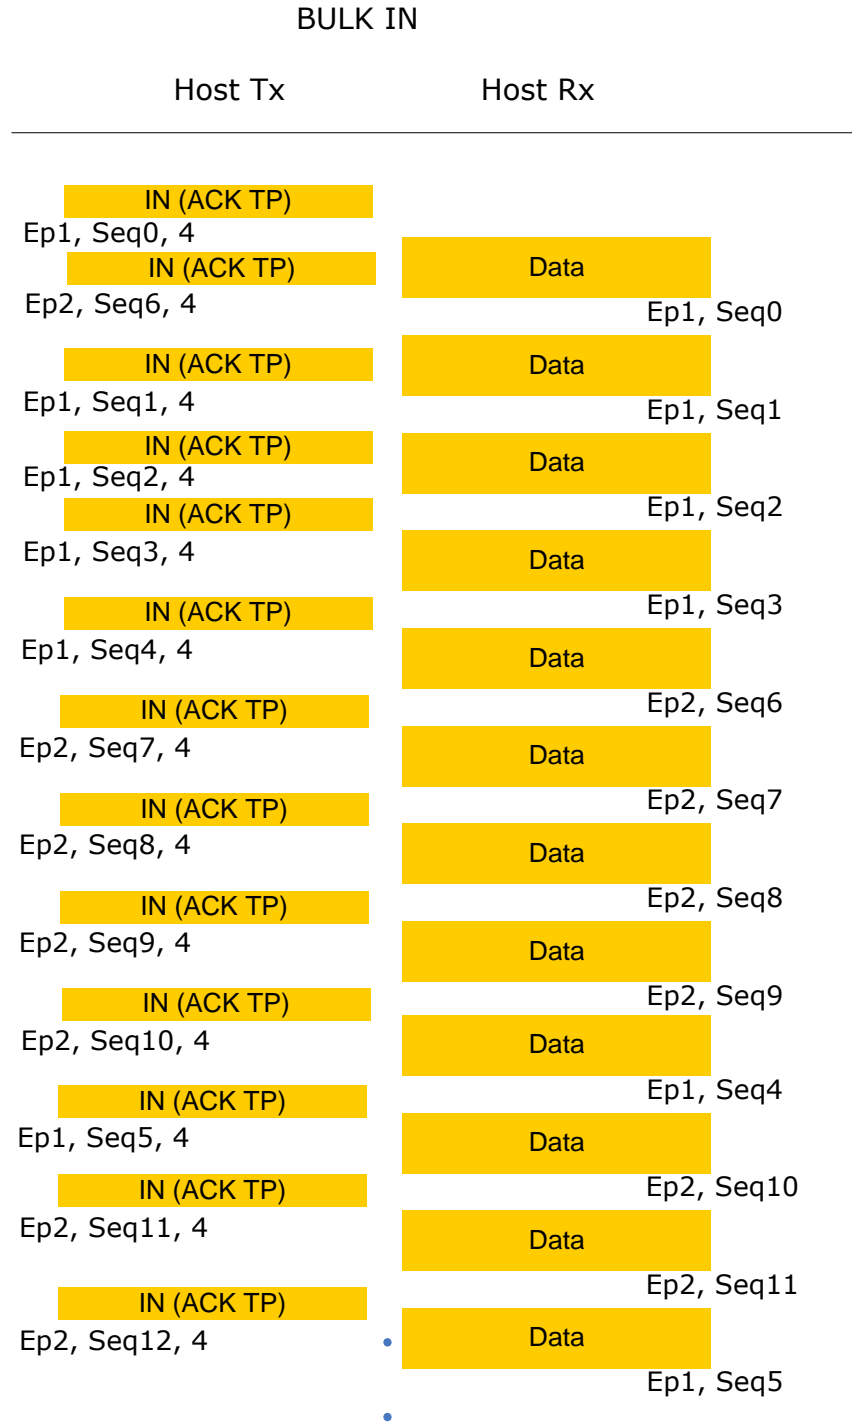 BULK IN
Host Tx
Host Rx
IN (ACK TP)
Ep1, Seq0, 4
IN (ACK TP)
Data
Ep2, Seq6, 4
Ep1, Seq0
IN (ACK TP)
Data
Ep1, Seq1, 4
Ep1, Seq1
IN (ACK TP)
Data
Ep1, Seq2, 4
Ep1, Seq2
IN (ACK TP)
Ep1, Seq3, 4
Data
Ep1, Seq3
IN (ACK TP)
Ep1, Seq4, 4
Data
Ep2, Seq6
IN (ACK TP)
Ep2, Seq7, 4
Data
Ep2, Seq7
IN (ACK TP)
Ep2, Seq8, 4
Data
Ep2, Seq8
IN (ACK TP)
Ep2, Seq9, 4
Data
Ep2, Seq9
IN (ACK TP)
Ep2, Seq10, 4
Data
Ep1, Seq4
IN (ACK TP)
Ep1, Seq5, 4
Data
Ep2, Seq10
IN (ACK TP)
Ep2, Seq11, 4
Data
Ep2, Seq11
IN (ACK TP)
Ep2, Seq12, 4
Data
Ep1, Seq5